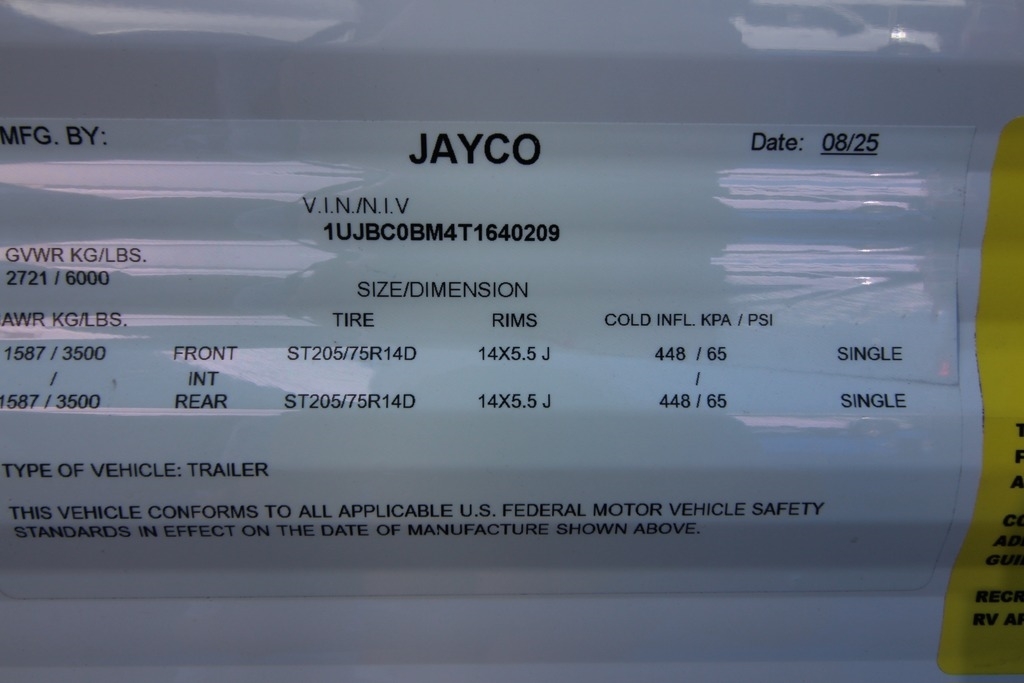 MFG. BY: JAYCO Date: 08/25
V.I.N./N.I.V
1UJBC0BM4T1640209
GVWR KG/LBS.
2721 / 6000
SIZE/DIMENSION
AWR KG/LBS. TIRE RIMS COLD INFL. KPA / PSI
1587 / 3500 FRONT ST205/75R14D 14X5.5 J 448 / 65 SINGLE
/ INT /
1587 / 3500 REAR ST205/75R14D 14X5.5 J 448 / 65 SINGLE
TYPE OF VEHICLE: TRAILER
THIS VEHICLE CONFORMS TO ALL APPLICABLE U.S. FEDERAL MOTOR VEHICLE SAFETY
STANDARDS IN EFFECT ON THE DATE OF MANUFACTURE SHOWN ABOVE.
RV